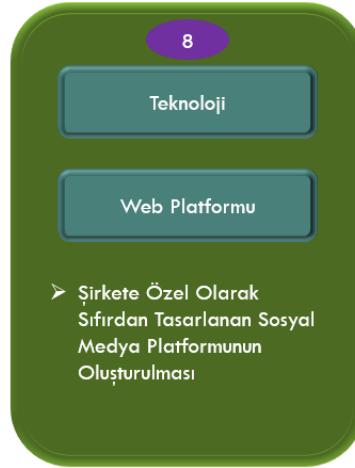 8
Teknoloji
Web Platformu
➢ Şirkete Özel Olarak
Sıfırdan Tasarlanan Sosyal
Medya Platformunun
Oluşturulması